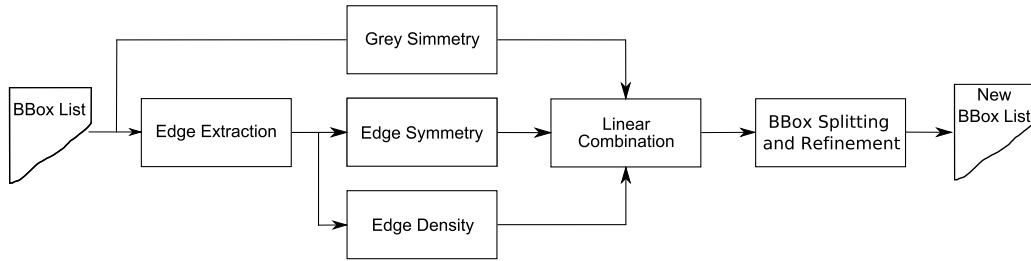 Grey Simmetry
BBox List
Edge Extraction
Edge Symmetry
Linear
Combination
BBox Splitting
and Refinement
New
BBox List
Edge Density